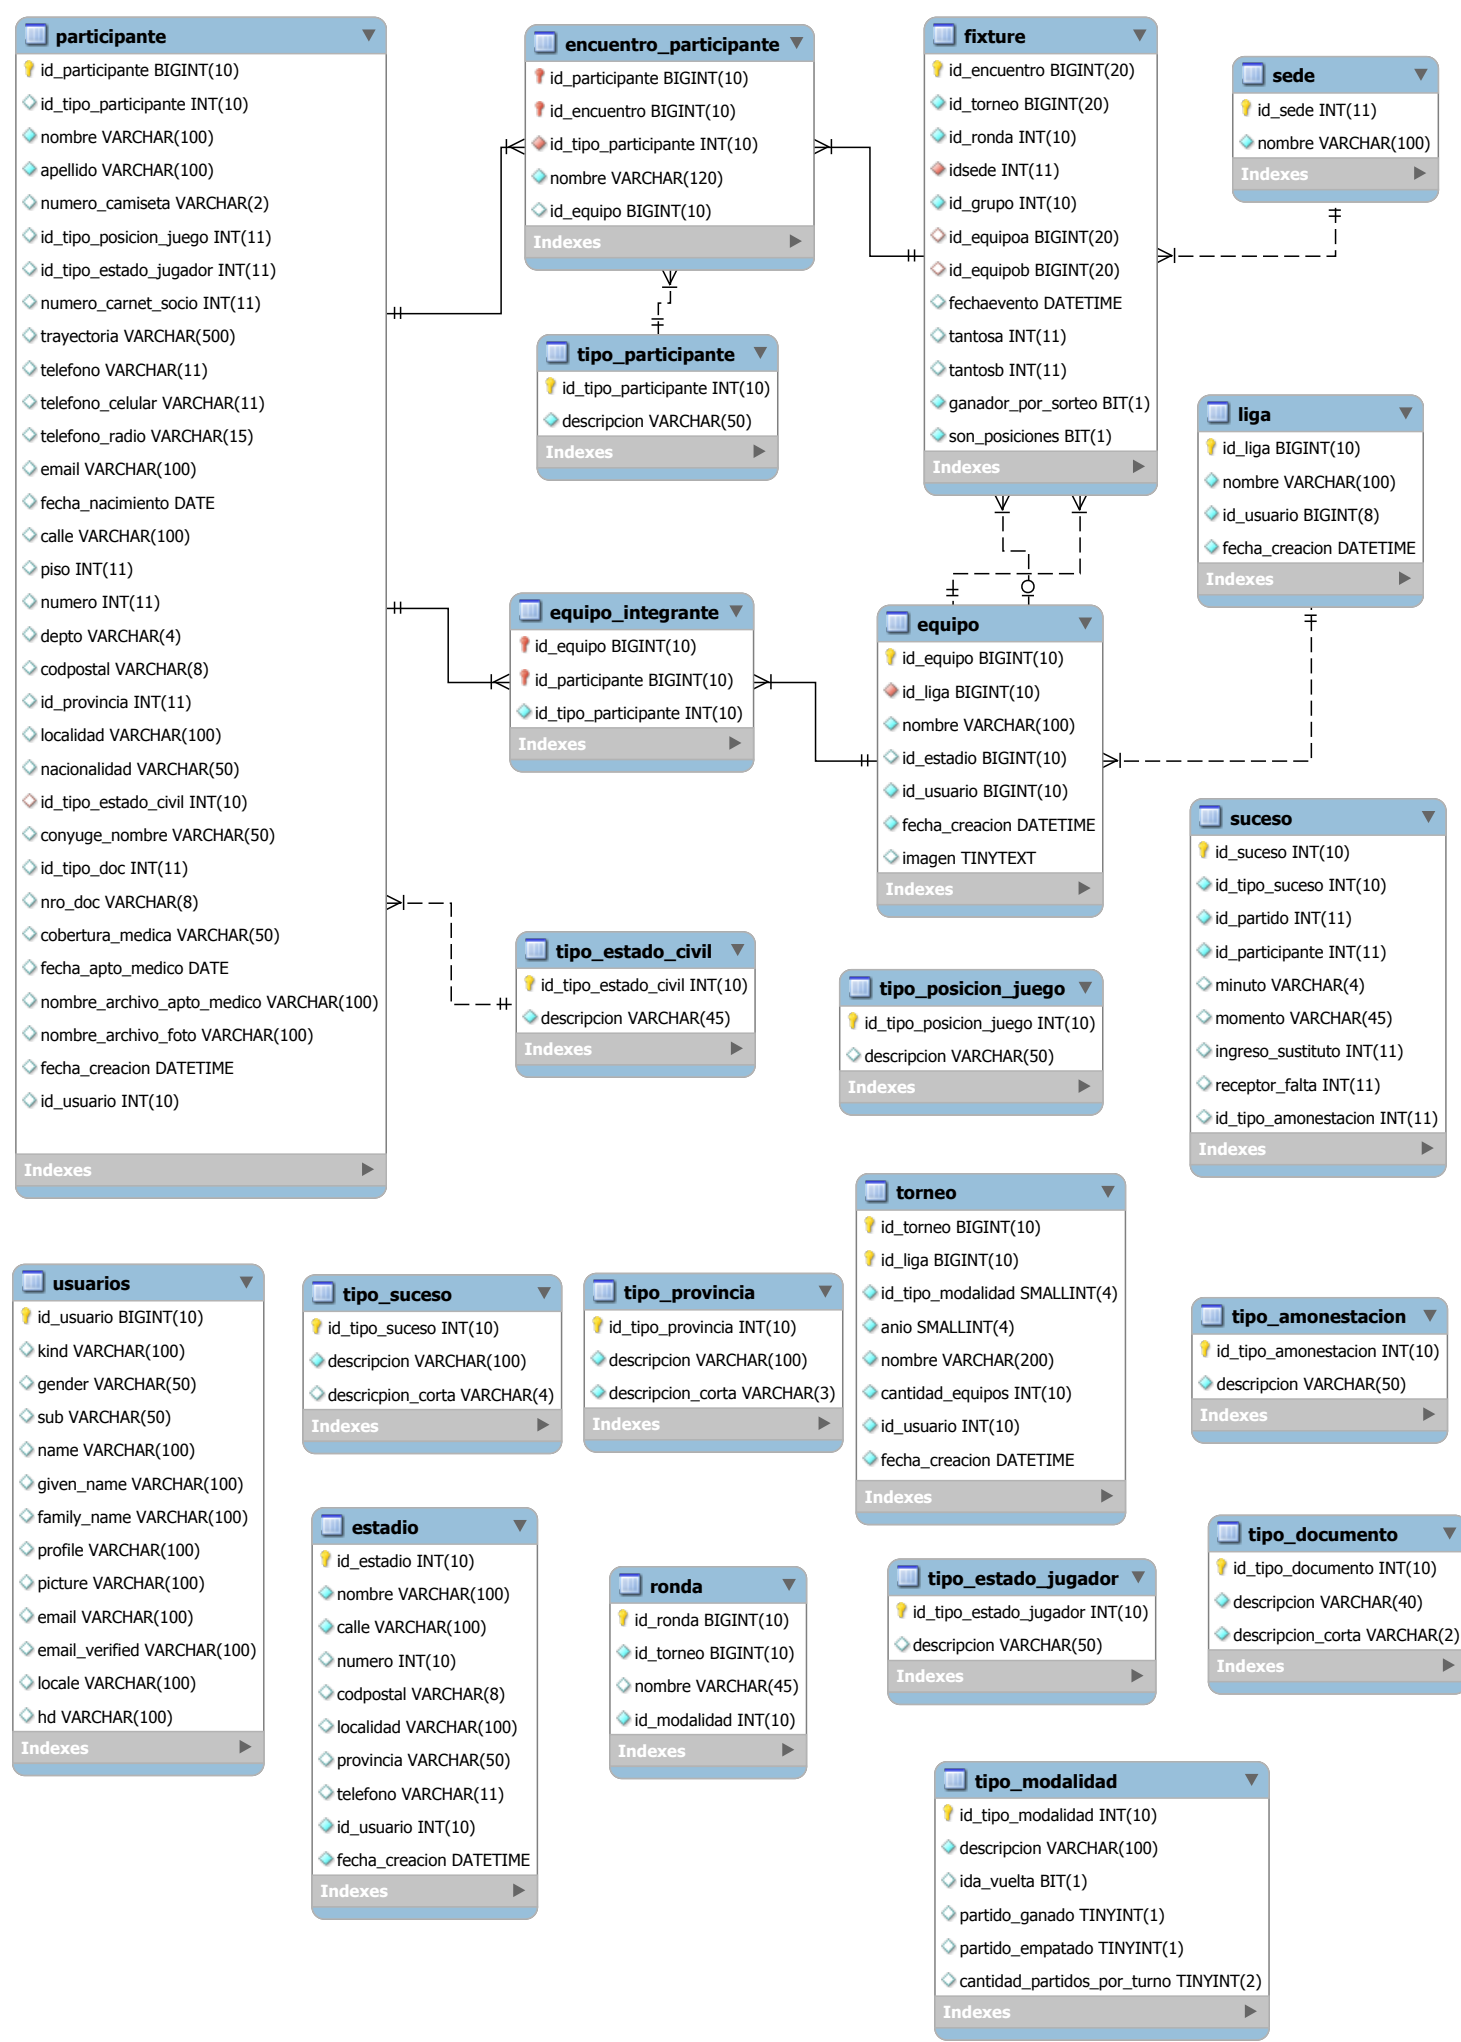 participante
id_participante BIGINT(10)
id_tipo_participante INT(10)
nombre VARCHAR(100)
apellido VARCHAR(100)
numero_camiseta VARCHAR(2)
id_tipo_posicion_juego INT(11)
id_tipo_estado_jugador INT(11)
numero_carnet_socio INT(11)
trayectoria VARCHAR(500)
telefono VARCHAR(11)
telefono_celular VARCHAR(11)
telefono_radio VARCHAR(15)
email VARCHAR(100)
fecha_nacimiento DATE
calle VARCHAR(100)
piso INT(11)
numero INT(11)
depto VARCHAR(4)
codpostal VARCHAR(8)
id_provincia INT(11)
localidad VARCHAR(100)
nacionalidad VARCHAR(50)
id_tipo_estado_civil INT(10)
conyuge_nombre VARCHAR(50)
id_tipo_doc INT(11)
nro_doc VARCHAR(8)
cobertura_medica VARCHAR(50)
fecha_apto_medico DATE
nombre_archivo_apto_medico VARCHAR(100)
nombre_archivo_foto VARCHAR(100)
fecha_creacion DATETIME
id_usuario INT(10)
Indexes
encuentro_participante
id_participante BIGINT(10)
id_encuentro BIGINT(10)
id_tipo_participante INT(10)
nombre VARCHAR(120)
id_equipo BIGINT(10)
Indexes
fixture
id_encuentro BIGINT(20)
id_torneo BIGINT(20)
id_ronda INT(10)
idsede INT(11)
id_grupo INT(10)
id_equipoa BIGINT(20)
id_equipob BIGINT(20)
fechaevento DATETIME
tantosa INT(11)
tantosb INT(11)
ganador_por_sorteo BIT(1)
son_posiciones BIT(1)
Indexes
sede
id_sede INT(11)
nombre VARCHAR(100)
Indexes
tipo_participante
id_tipo_participante INT(10)
descripcion VARCHAR(50)
Indexes
liga
id_liga BIGINT(10)
nombre VARCHAR(100)
id_usuario BIGINT(8)
fecha_creacion DATETIME
Indexes
equipo_integrante
id_equipo BIGINT(10)
id_participante BIGINT(10)
id_tipo_participante INT(10)
Indexes
equipo
id_equipo BIGINT(10)
id_liga BIGINT(10)
nombre VARCHAR(100)
id_estadio BIGINT(10)
id_usuario BIGINT(10)
fecha_creacion DATETIME
imagen TINYTEXT
Indexes
suceso
id_suceso INT(10)
id_tipo_suceso INT(10)
id_partido INT(11)
id_participante INT(11)
minuto VARCHAR(4)
momento VARCHAR(45)
ingreso_sustituto INT(11)
receptor_falta INT(11)
id_tipo_amonestacion INT(11)
Indexes
tipo_estado_civil
id_tipo_estado_civil INT(10)
descripcion VARCHAR(45)
Indexes
tipo_posicion_juego
id_tipo_posicion_juego INT(10)
descripcion VARCHAR(50)
Indexes
torneo
id_torneo BIGINT(10)
id_liga BIGINT(10)
id_tipo_modalidad SMALLINT(4)
anio SMALLINT(4)
nombre VARCHAR(200)
cantidad_equipos INT(10)
id_usuario INT(10)
fecha_creacion DATETIME
Indexes
usuarios
id_usuario BIGINT(10)
kind VARCHAR(100)
gender VARCHAR(50)
sub VARCHAR(50)
name VARCHAR(100)
given_name VARCHAR(100)
family_name VARCHAR(100)
profile VARCHAR(100)
picture VARCHAR(100)
email VARCHAR(100)
email_verified VARCHAR(100)
locale VARCHAR(100)
hd VARCHAR(100)
Indexes
tipo_suceso
id_tipo_suceso INT(10)
descripcion VARCHAR(100)
descricpion_corta VARCHAR(4)
Indexes
tipo_provincia
id_tipo_provincia INT(10)
descripcion VARCHAR(100)
descripcion_corta VARCHAR(3)
Indexes
tipo_amonestacion
id_tipo_amonestacion INT(10)
descripcion VARCHAR(50)
Indexes
estadio
id_estadio INT(10)
nombre VARCHAR(100)
calle VARCHAR(100)
numero INT(10)
codpostal VARCHAR(8)
localidad VARCHAR(100)
provincia VARCHAR(50)
telefono VARCHAR(11)
id_usuario INT(10)
fecha_creacion DATETIME
Indexes
ronda
id_ronda BIGINT(10)
id_torneo BIGINT(10)
nombre VARCHAR(45)
id_modalidad INT(10)
Indexes
tipo_estado_jugador
id_tipo_estado_jugador INT(10)
descripcion VARCHAR(50)
Indexes
tipo_documento
id_tipo_documento INT(10)
descripcion VARCHAR(40)
descripcion_corta VARCHAR(2)
Indexes
tipo_modalidad
id_tipo_modalidad INT(10)
descripcion VARCHAR(100)
ida_vuelta BIT(1)
partido_ganado TINYINT(1)
partido_empatado TINYINT(1)
cantidad_partidos_por_turno TINYINT(2)
Indexes